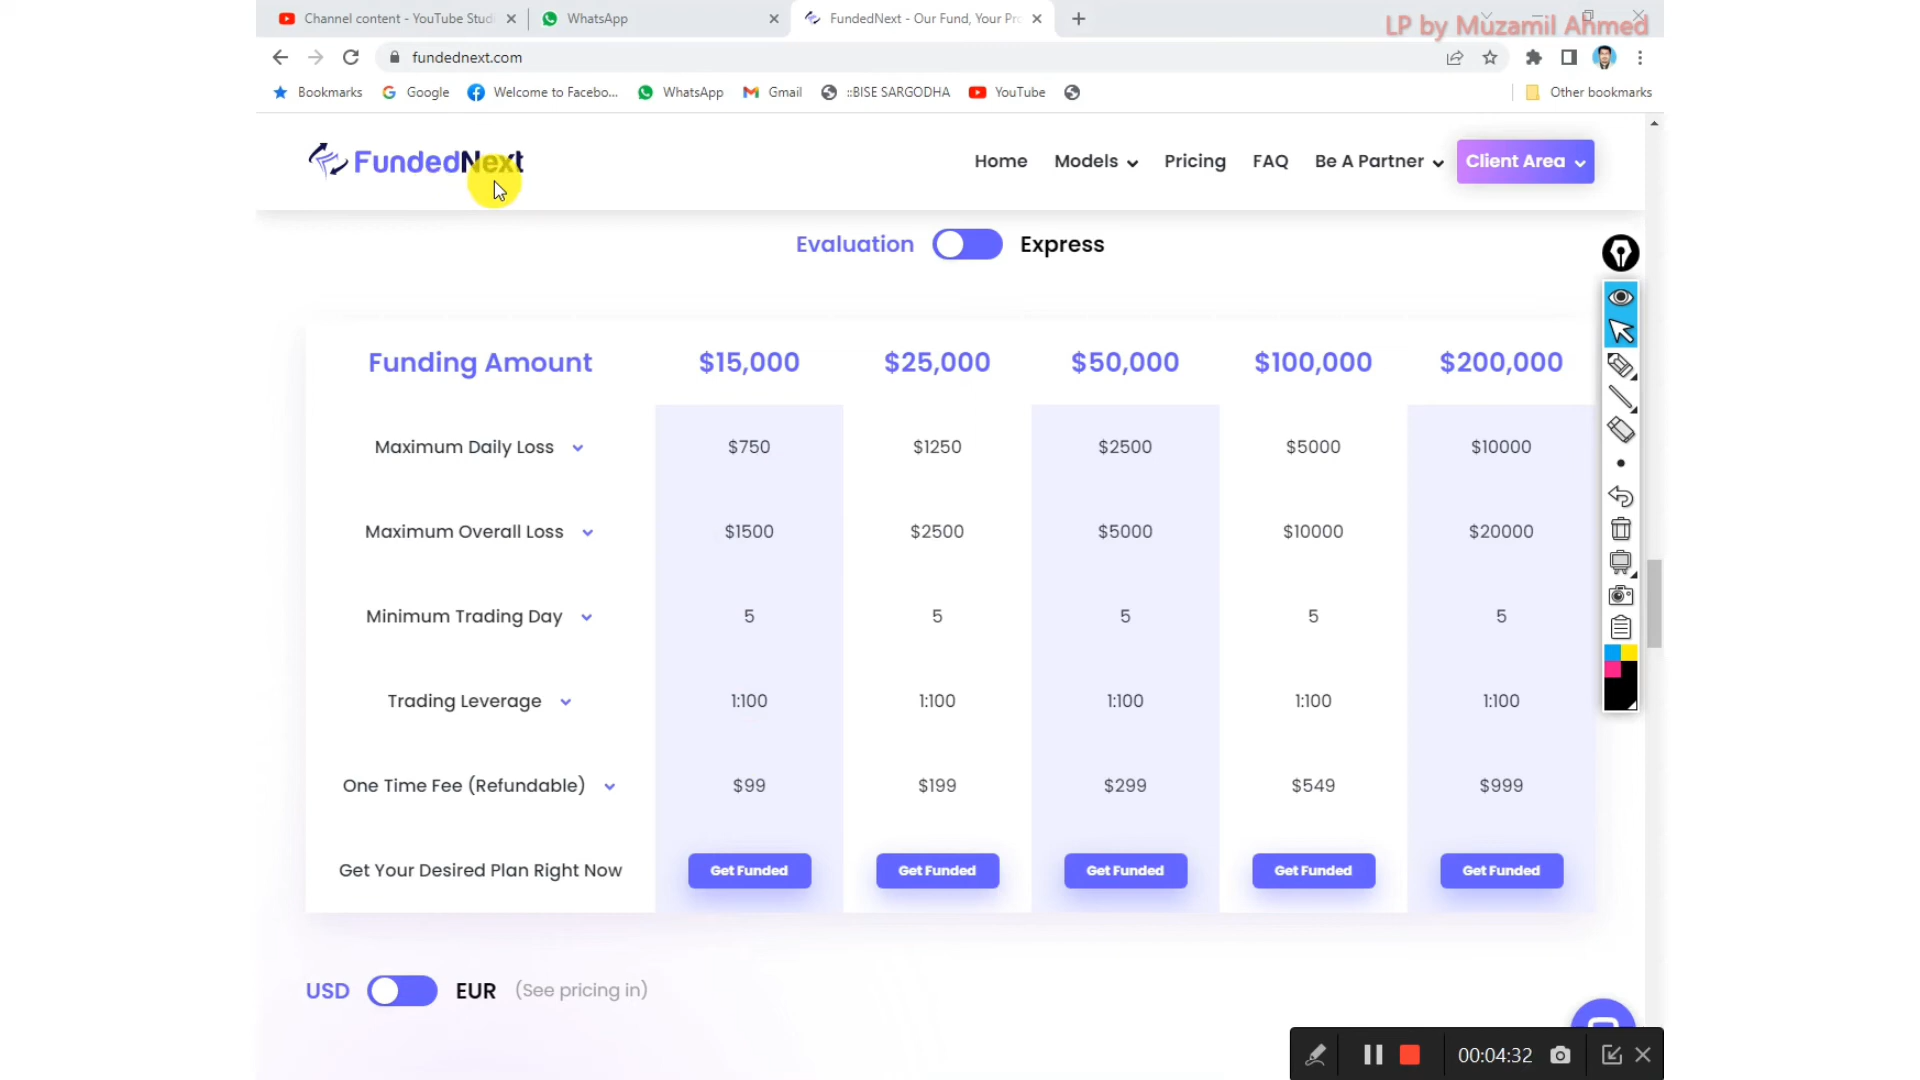 Channel content - YouTube Studi
WhatsApp
FundedNext - Our Fund, Your Pro
LP by Muzamil Ahmed
fundednext.com
Bookmarks
Google
Welcome to Facebo...
WhatsApp
Gmail
::BISE SARGODHA
YouTube
Other bookmarks
FundedNext
Home
Models
Pricing
FAQ
Be A Partner
Client Area
Evaluation
Express
Funding Amount $15,000 $25,000 $50,000 $100,000 $200,000
Maximum Daily Loss $750 $1250 $2500 $5000 $10000
Maximum Overall Loss $1500 $2500 $5000 $10000 $20000
Minimum Trading Day 5 5 5 5 5
Trading Leverage 1:100 1:100 1:100 1:100 1:100
One Time Fee (Refundable) $99 $199 $299 $549 $999
Get Your Desired Plan Right Now Get Funded Get Funded Get Funded Get Funded Get Funded
USD
EUR
(See pricing in)
00:04:32